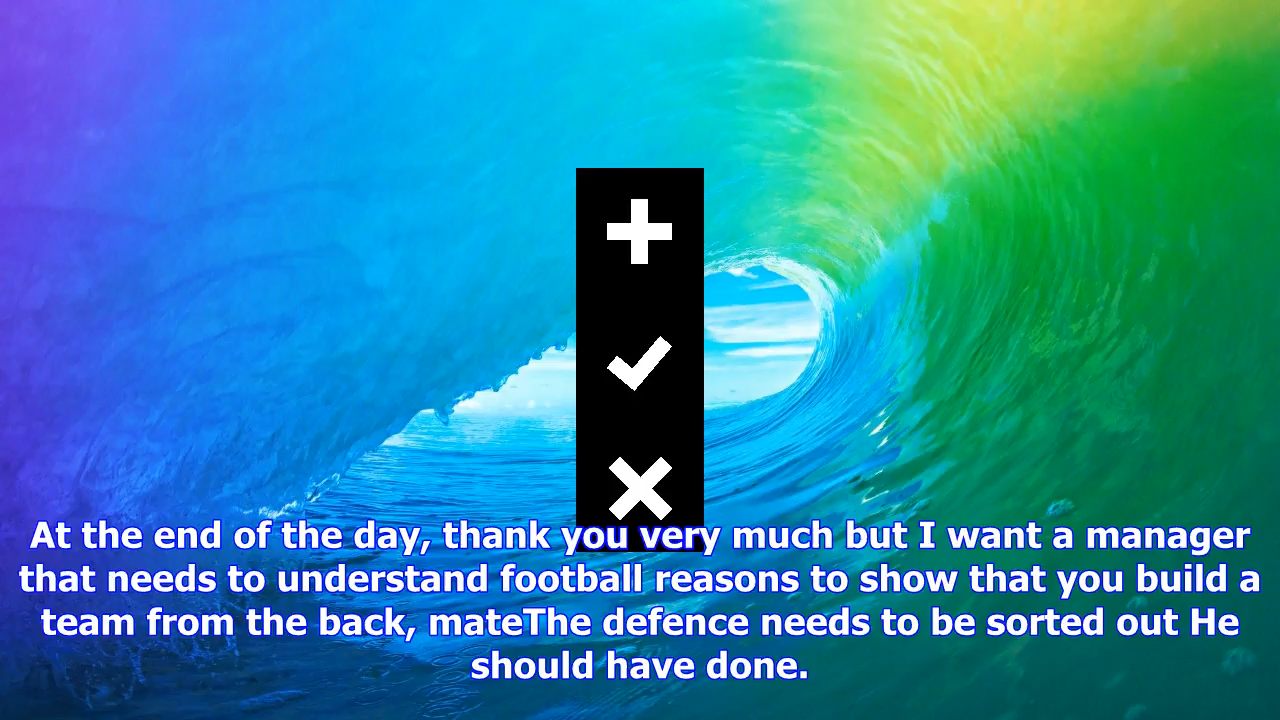 At the end of the day, thank you very much but I want a manager
that needs to understand football reasons to show that you build a
team from the back, mateThe defence needs to be sorted out He
should have done.